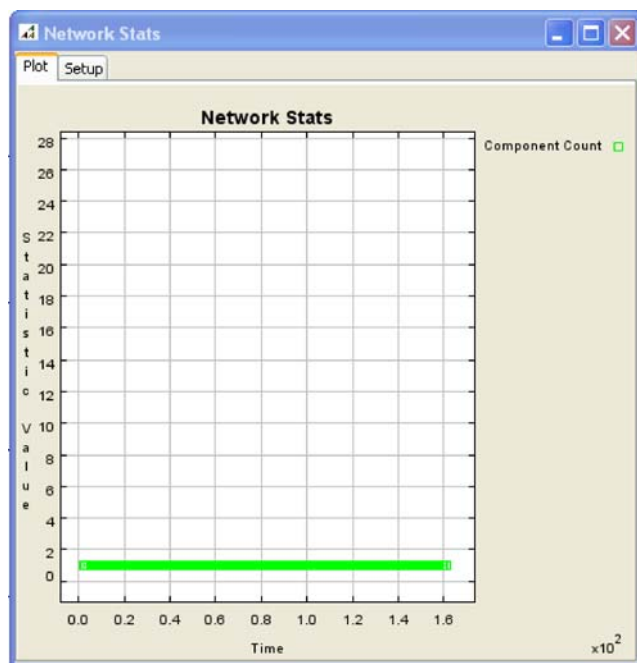 Network Stats
Plot Setup
Network Stats
Component Count
28
26
24
22
20
18
16
14
12
10
8
6
4
2
0
Statistic Value
0.0 0.2 0.4 0.6 0.8 1.0 1.2 1.4 1.6
Time
x10²